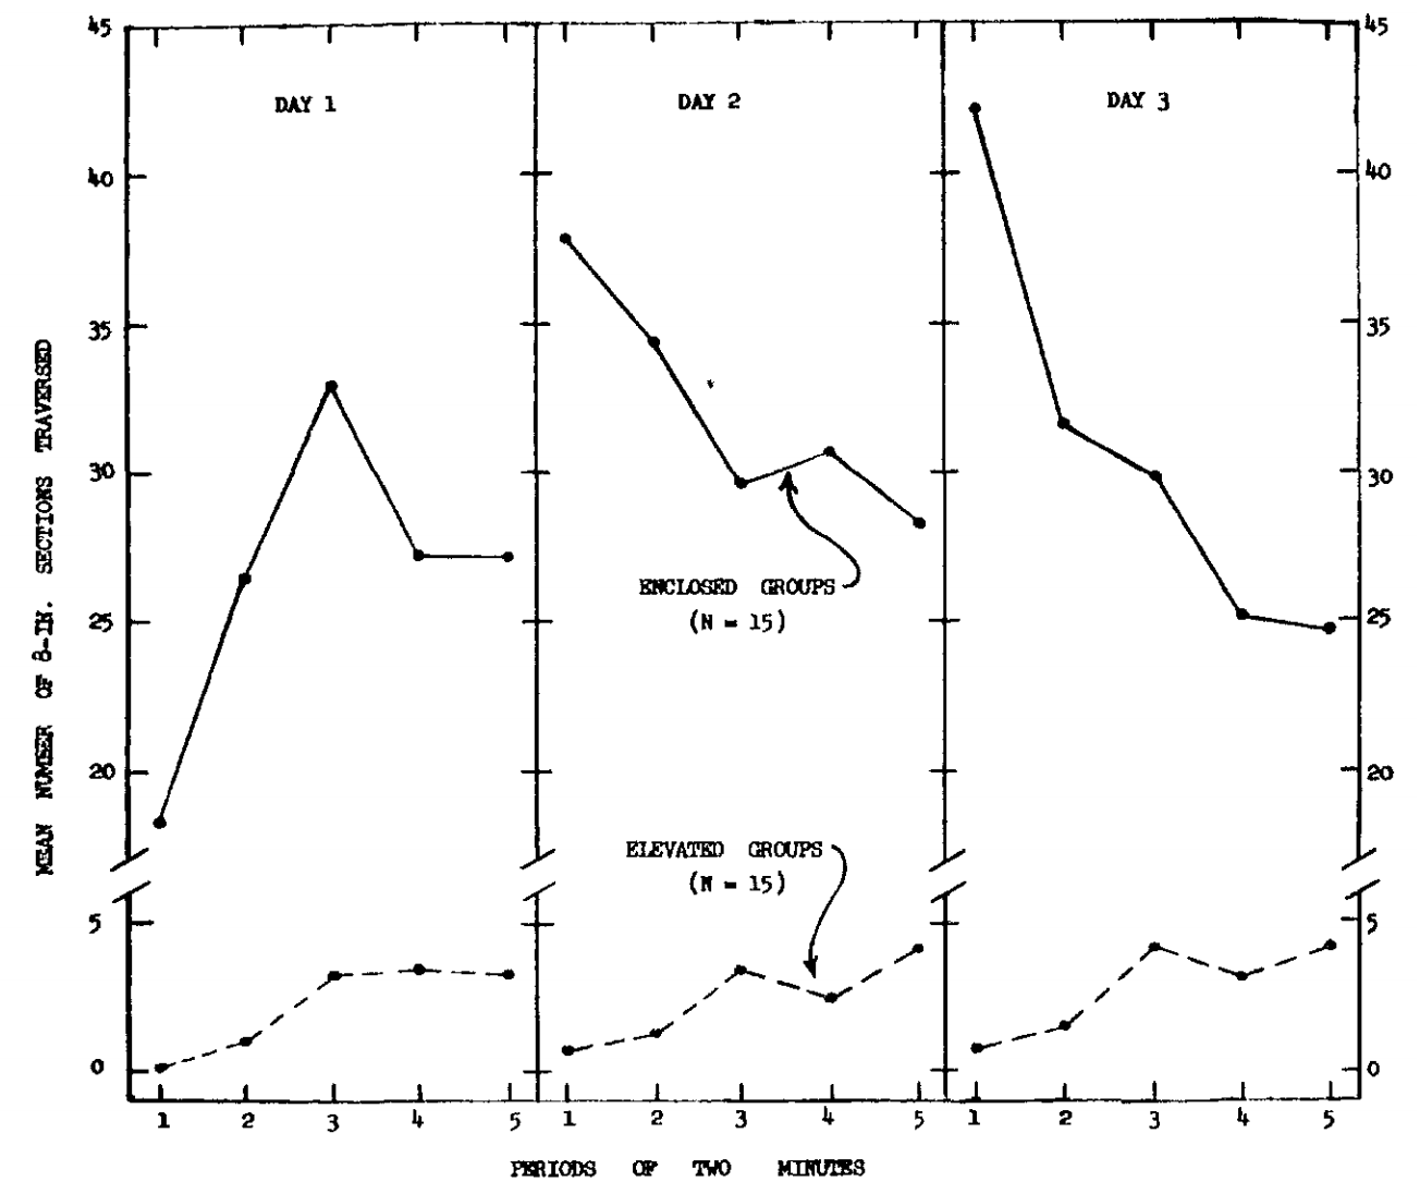 45
45
DAY 1
DAY 2
DAY 3
40
40
35
35
30
30
ENCLOSED GROUPS
(N = 15)
25
25
20
20
ELEVATED GROUPS
(N = 15)
5
5
0
0
1 2 3 4 5 1 2 3 4 5 1 2 3 4 5
PERIODS OF TWO MINUTES
MEAN NUMBER OF 8-IN. SECTIONS TRAVERSED